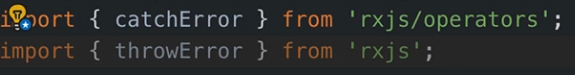 import { catchError } from 'rxjs/operators';
import { throwError } from 'rxjs';